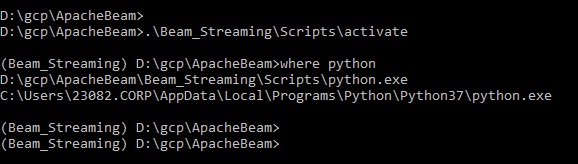 D:\gcp\ApacheBeam>
D:\gcp\ApacheBeam>.\Beam_Streaming\Scripts\activate
(Beam_Streaming) D:\gcp\ApacheBeam>where python
D:\gcp\ApacheBeam\Beam_Streaming\Scripts\python.exe
C:\Users\23082.CORP\AppData\Local\Programs\Python\Python37\python.exe
(Beam_Streaming) D:\gcp\ApacheBeam>
(Beam_Streaming) D:\gcp\ApacheBeam>